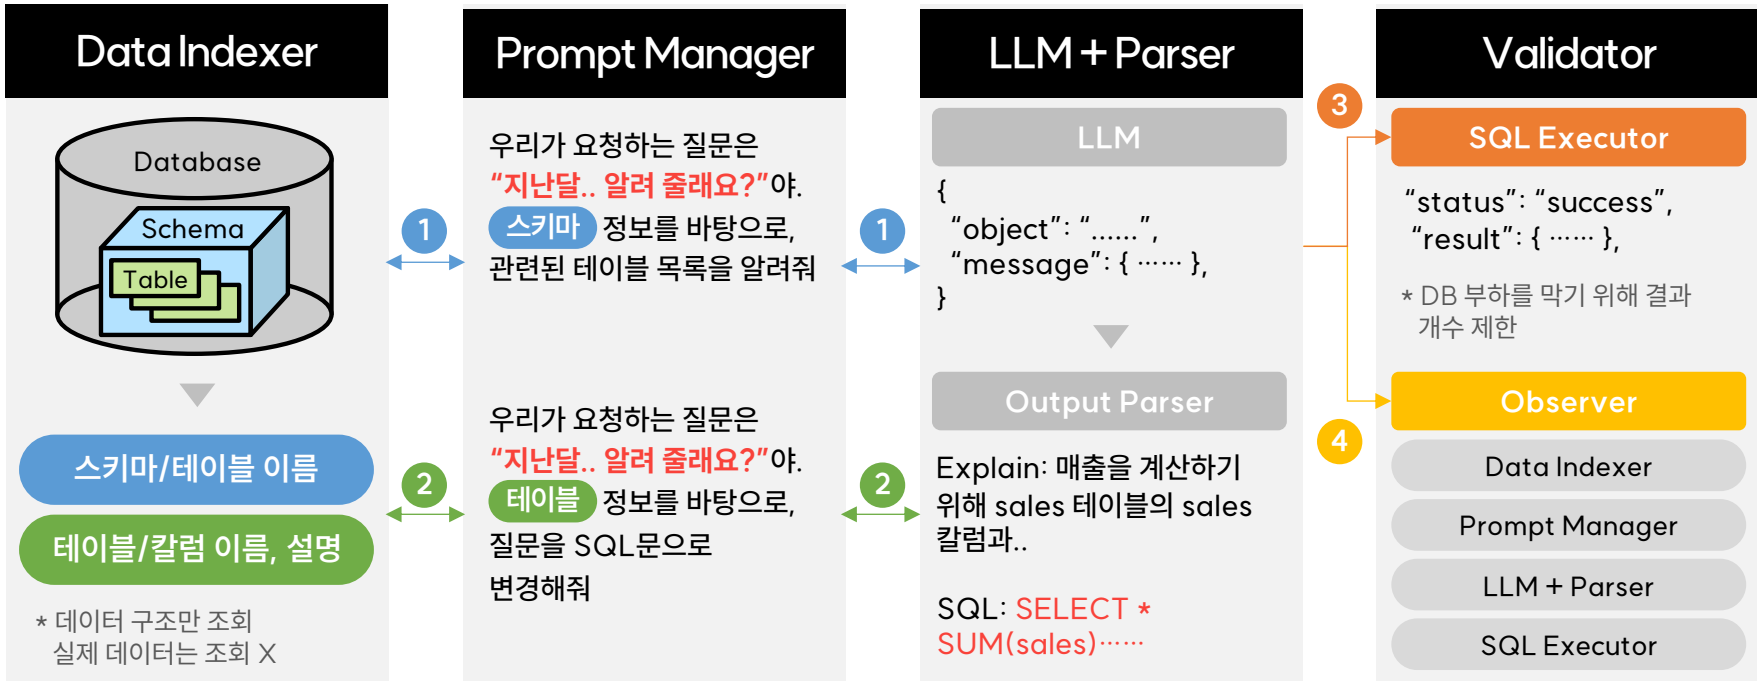 Data Indexer
Database
Schema
Table
스키마/테이블 이름
테이블/칼럼 이름, 설명
* 데이터 구조만 조회
실제 데이터는 조회 X
1
2
Prompt Manager
우리가 요청하는 질문은
“지난달.. 알려 줄래요?”야.
스키마 정보를 바탕으로,
관련된 테이블 목록을 알려줘
우리가 요청하는 질문은
“지난달.. 알려 줄래요?”야.
테이블 정보를 바탕으로,
질문을 SQL문으로
변경해줘
1
2
LLM + Parser
LLM
{
“object”: “......”,
“message”: { ······ },
}
Output Parser
Explain: 매출을 계산하기
위해 sales 테이블의 sales
칼럼과..
SQL: SELECT *
SUM(sales)······
3
4
Validator
SQL Executor
“status”: “success”,
“result”: { ······ },
* DB 부하를 막기 위해 결과
개수 제한
Observer
Data Indexer
Prompt Manager
LLM + Parser
SQL Executor